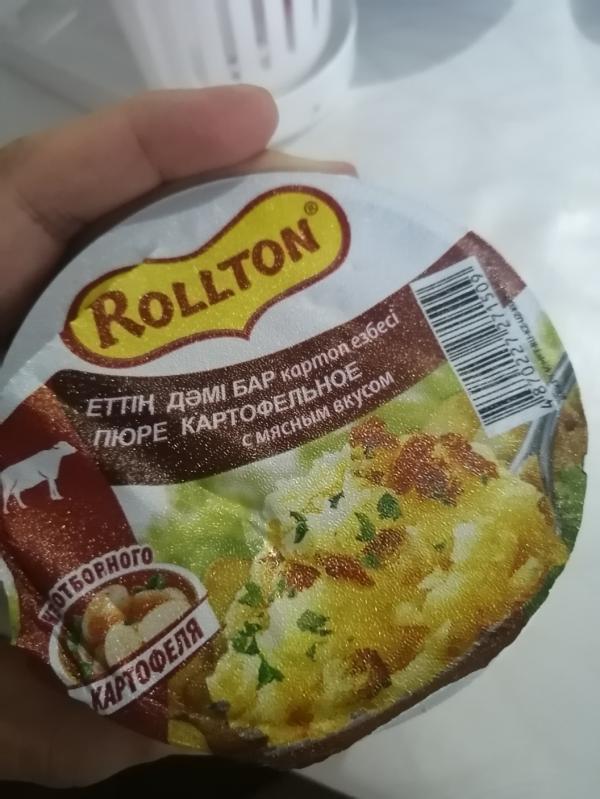 ROLLTON®
ЕТТІҢ ДӘМІ БАР картоп езбесі
ПЮРЕ КАРТОФЕЛЬНОЕ
с мясным вкусом
ОТБОРНОГО
КАРТОФЕЛЯ